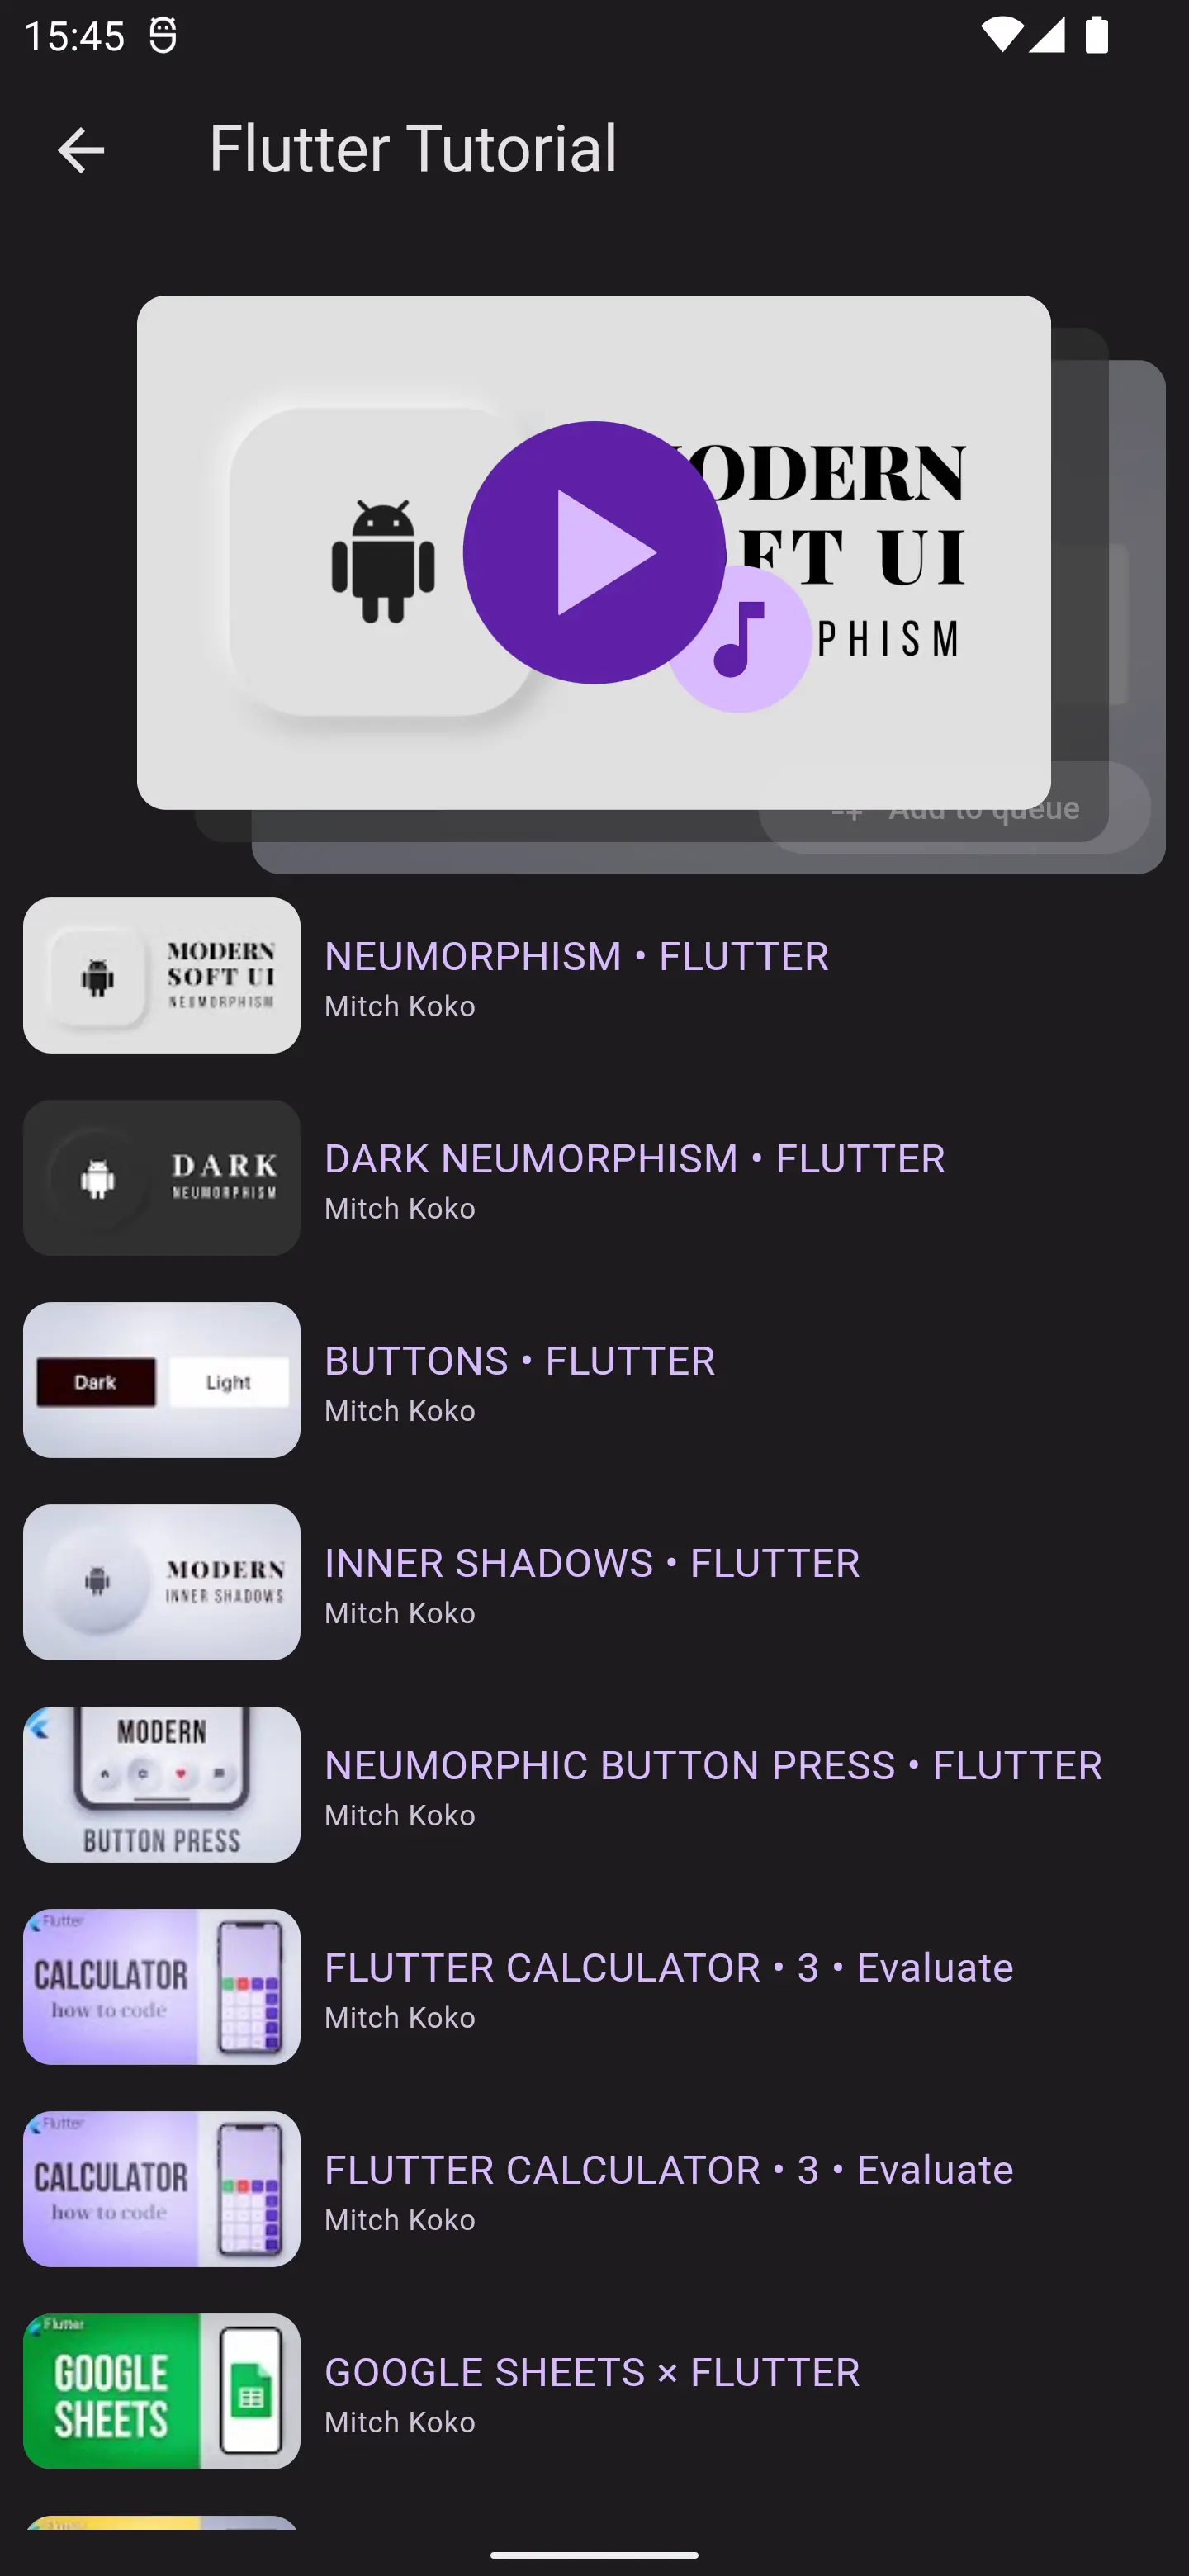 15:45
Flutter Tutorial
ODERN
FT UI
PHISM
Add to queue
MODERN
SOFT UI
NEUMORPHISM
NEUMORPHISM • FLUTTER
Mitch Koko
DARK
NEUMORPHISM
DARK NEUMORPHISM • FLUTTER
Mitch Koko
Dark
Light
BUTTONS • FLUTTER
Mitch Koko
MODERN
INNER SHADOWS
INNER SHADOWS • FLUTTER
Mitch Koko
MODERN
BUTTON PRESS
NEUMORPHIC BUTTON PRESS • FLUTTER
Mitch Koko
Flutter
CALCULATOR
how to code
FLUTTER CALCULATOR • 3 • Evaluate
Mitch Koko
Flutter
CALCULATOR
how to code
FLUTTER CALCULATOR • 3 • Evaluate
Mitch Koko
Flutter
GOOGLE
SHEETS
GOOGLE SHEETS × FLUTTER
Mitch Koko